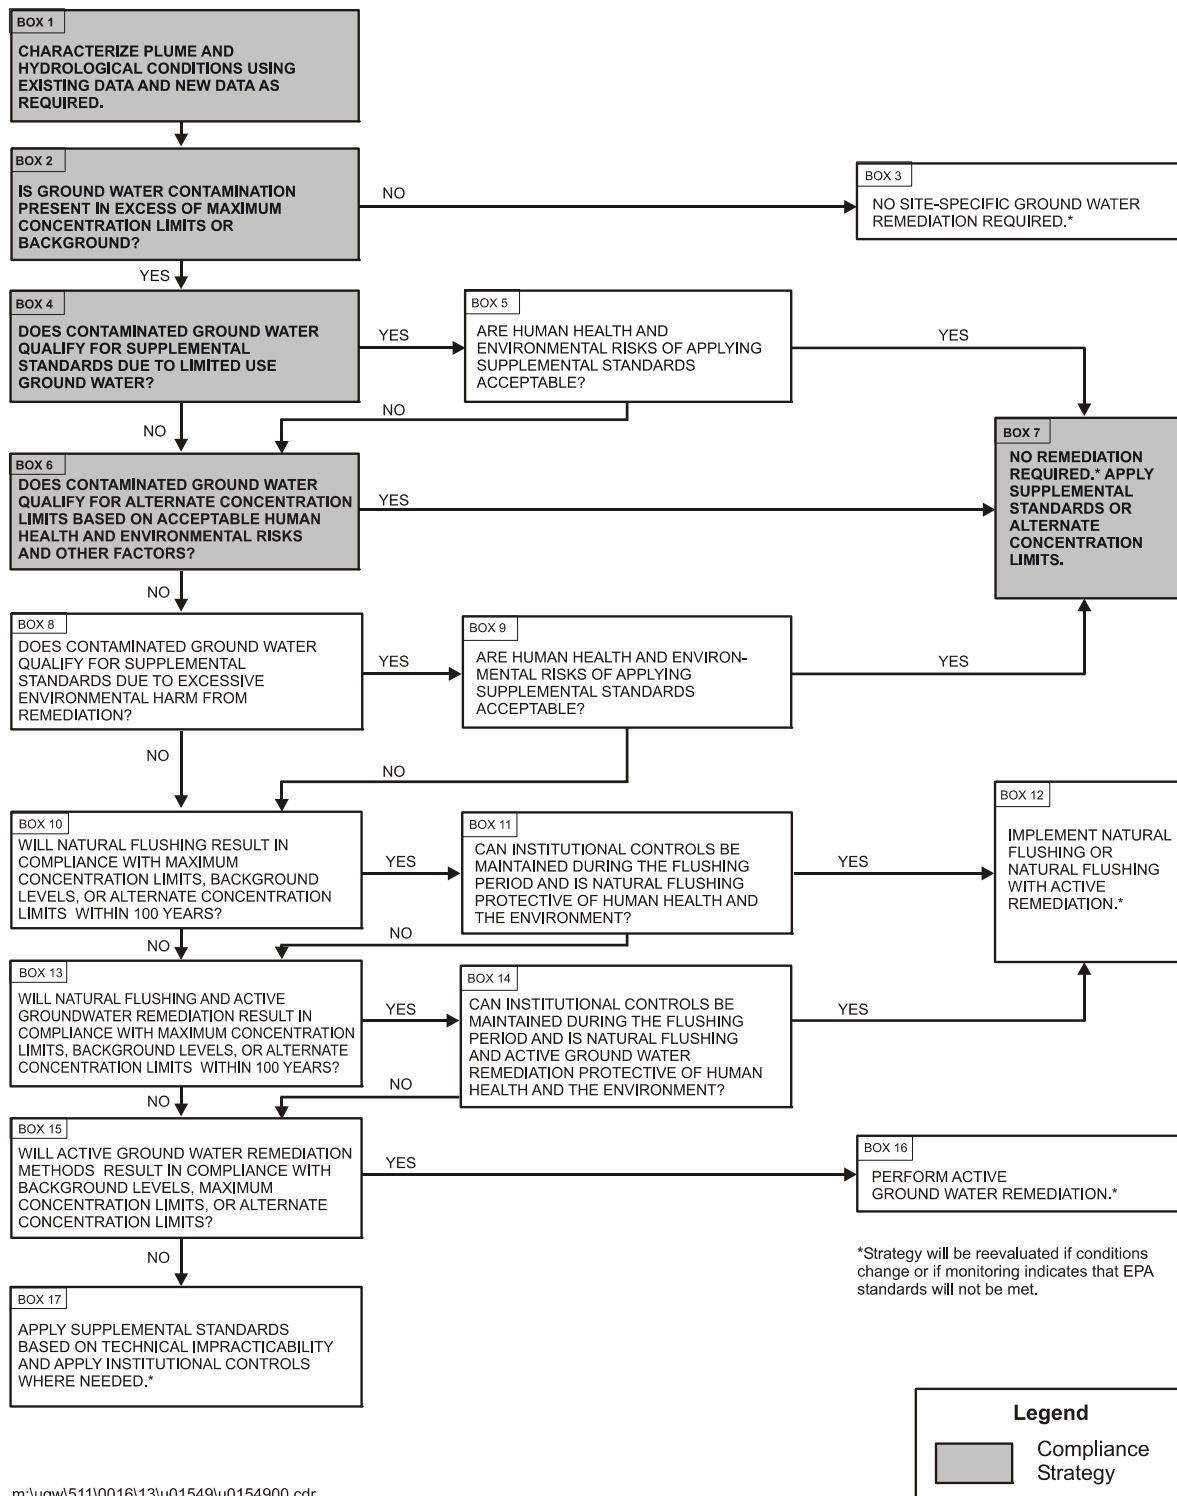 BOX 1
CHARACTERIZE PLUME AND
HYDROLOGICAL CONDITIONS USING
EXISTING DATA AND NEW DATA AS
REQUIRED.
BOX 2
IS GROUND WATER CONTAMINATION
PRESENT IN EXCESS OF MAXIMUM
CONCENTRATION LIMITS OR
BACKGROUND?
NO
BOX 3
NO SITE-SPECIFIC GROUND WATER
REMEDIATION REQUIRED.*
YES
BOX 4
DOES CONTAMINATED GROUND WATER
QUALIFY FOR SUPPLEMENTAL
STANDARDS DUE TO LIMITED USE
GROUND WATER?
YES
BOX 5
ARE HUMAN HEALTH AND
ENVIRONMENTAL RISKS OF APPLYING
SUPPLEMENTAL STANDARDS
ACCEPTABLE?
YES
NO
NO
BOX 6
DOES CONTAMINATED GROUND WATER
QUALIFY FOR ALTERNATE CONCENTRATION
LIMITS BASED ON ACCEPTABLE HUMAN
HEALTH AND ENVIRONMENTAL RISKS
AND OTHER FACTORS?
YES
BOX 7
NO REMEDIATION
REQUIRED.* APPLY
SUPPLEMENTAL
STANDARDS OR
ALTERNATE
CONCENTRATION
LIMITS.
NO
BOX 8
DOES CONTAMINATED GROUND WATER
QUALIFY FOR SUPPLEMENTAL
STANDARDS DUE TO EXCESSIVE
ENVIRONMENTAL HARM FROM
REMEDIATION?
YES
BOX 9
ARE HUMAN HEALTH AND ENVIRON-
MENTAL RISKS OF APPLYING
SUPPLEMENTAL STANDARDS
ACCEPTABLE?
YES
NO
NO
BOX 10
WILL NATURAL FLUSHING RESULT IN
COMPLIANCE WITH MAXIMUM
CONCENTRATION LIMITS, BACKGROUND
LEVELS, OR ALTERNATE CONCENTRATION
LIMITS WITHIN 100 YEARS?
YES
BOX 11
CAN INSTITUTIONAL CONTROLS BE
MAINTAINED DURING THE FLUSHING
PERIOD AND IS NATURAL FLUSHING
PROTECTIVE OF HUMAN HEALTH AND
THE ENVIRONMENT?
YES
BOX 12
IMPLEMENT NATURAL
FLUSHING OR
NATURAL FLUSHING
WITH ACTIVE
REMEDIATION.*
NO
NO
BOX 13
WILL NATURAL FLUSHING AND ACTIVE
GROUNDWATER REMEDIATION RESULT IN
COMPLIANCE WITH MAXIMUM CONCENTRATION
LIMITS, BACKGROUND LEVELS, OR ALTERNATE
CONCENTRATION LIMITS WITHIN 100 YEARS?
YES
BOX 14
CAN INSTITUTIONAL CONTROLS BE
MAINTAINED DURING THE FLUSHING
PERIOD AND IS NATURAL FLUSHING
AND ACTIVE GROUND WATER
REMEDIATION PROTECTIVE OF HUMAN
HEALTH AND THE ENVIRONMENT?
YES
NO
NO
BOX 15
WILL ACTIVE GROUND WATER REMEDIATION
METHODS RESULT IN COMPLIANCE WITH
BACKGROUND LEVELS, MAXIMUM
CONCENTRATION LIMITS, OR ALTERNATE
CONCENTRATION LIMITS?
YES
BOX 16
PERFORM ACTIVE
GROUND WATER REMEDIATION.*
NO
*Strategy will be reevaluated if conditions
change or if monitoring indicates that EPA
standards will not be met.
BOX 17
APPLY SUPPLEMENTAL STANDARDS
BASED ON TECHNICAL IMPRACTICABILITY
AND APPLY INSTITUTIONAL CONTROLS
WHERE NEEDED.*
Legend
Compliance
Strategy
m:\ugw\511\0016\13\u01549\u0154900.cdr